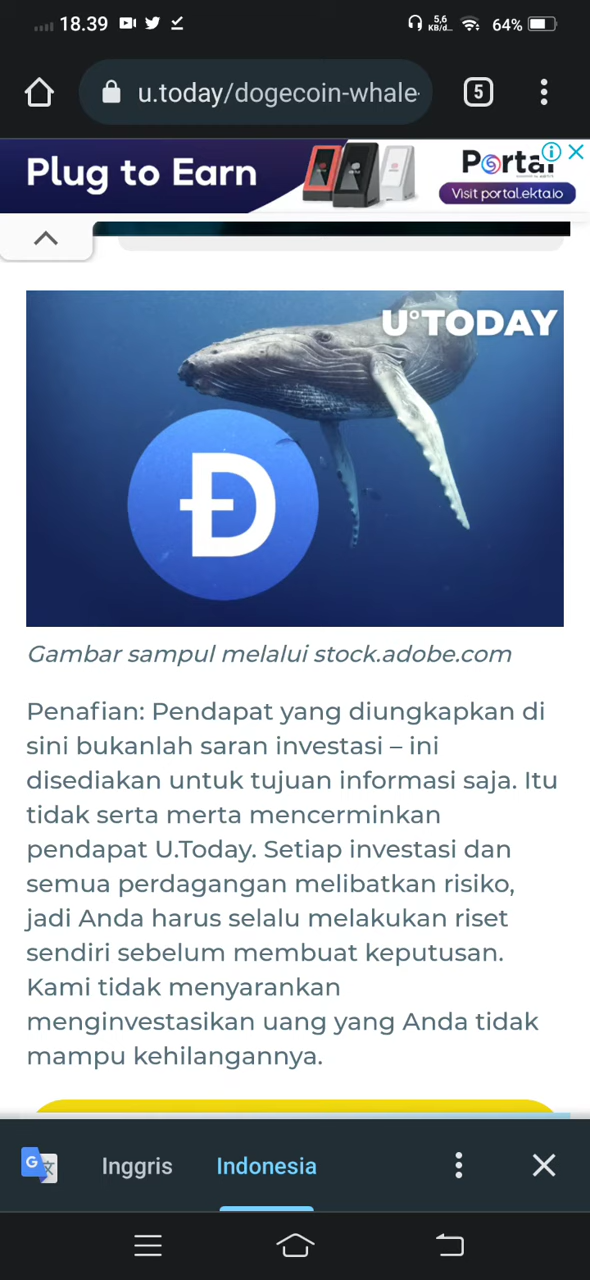 18.39
5,6
KB/d...
64%
u.today/dogecoin-whale-
5
Plug to Earn
Portal
Visit portal.ekta.io
U°TODAY
Đ
Gambar sampul melalui stock.adobe.com
Penafian: Pendapat yang diungkapkan di
sini bukanlah saran investasi – ini
disediakan untuk tujuan informasi saja. Itu
tidak serta merta mencerminkan
pendapat U.Today. Setiap investasi dan
semua perdagangan melibatkan risiko,
jadi Anda harus selalu melakukan riset
sendiri sebelum membuat keputusan.
Kami tidak menyarankan
menginvestasikan uang yang Anda tidak
mampu kehilangannya.
G 文
Inggris
Indonesia